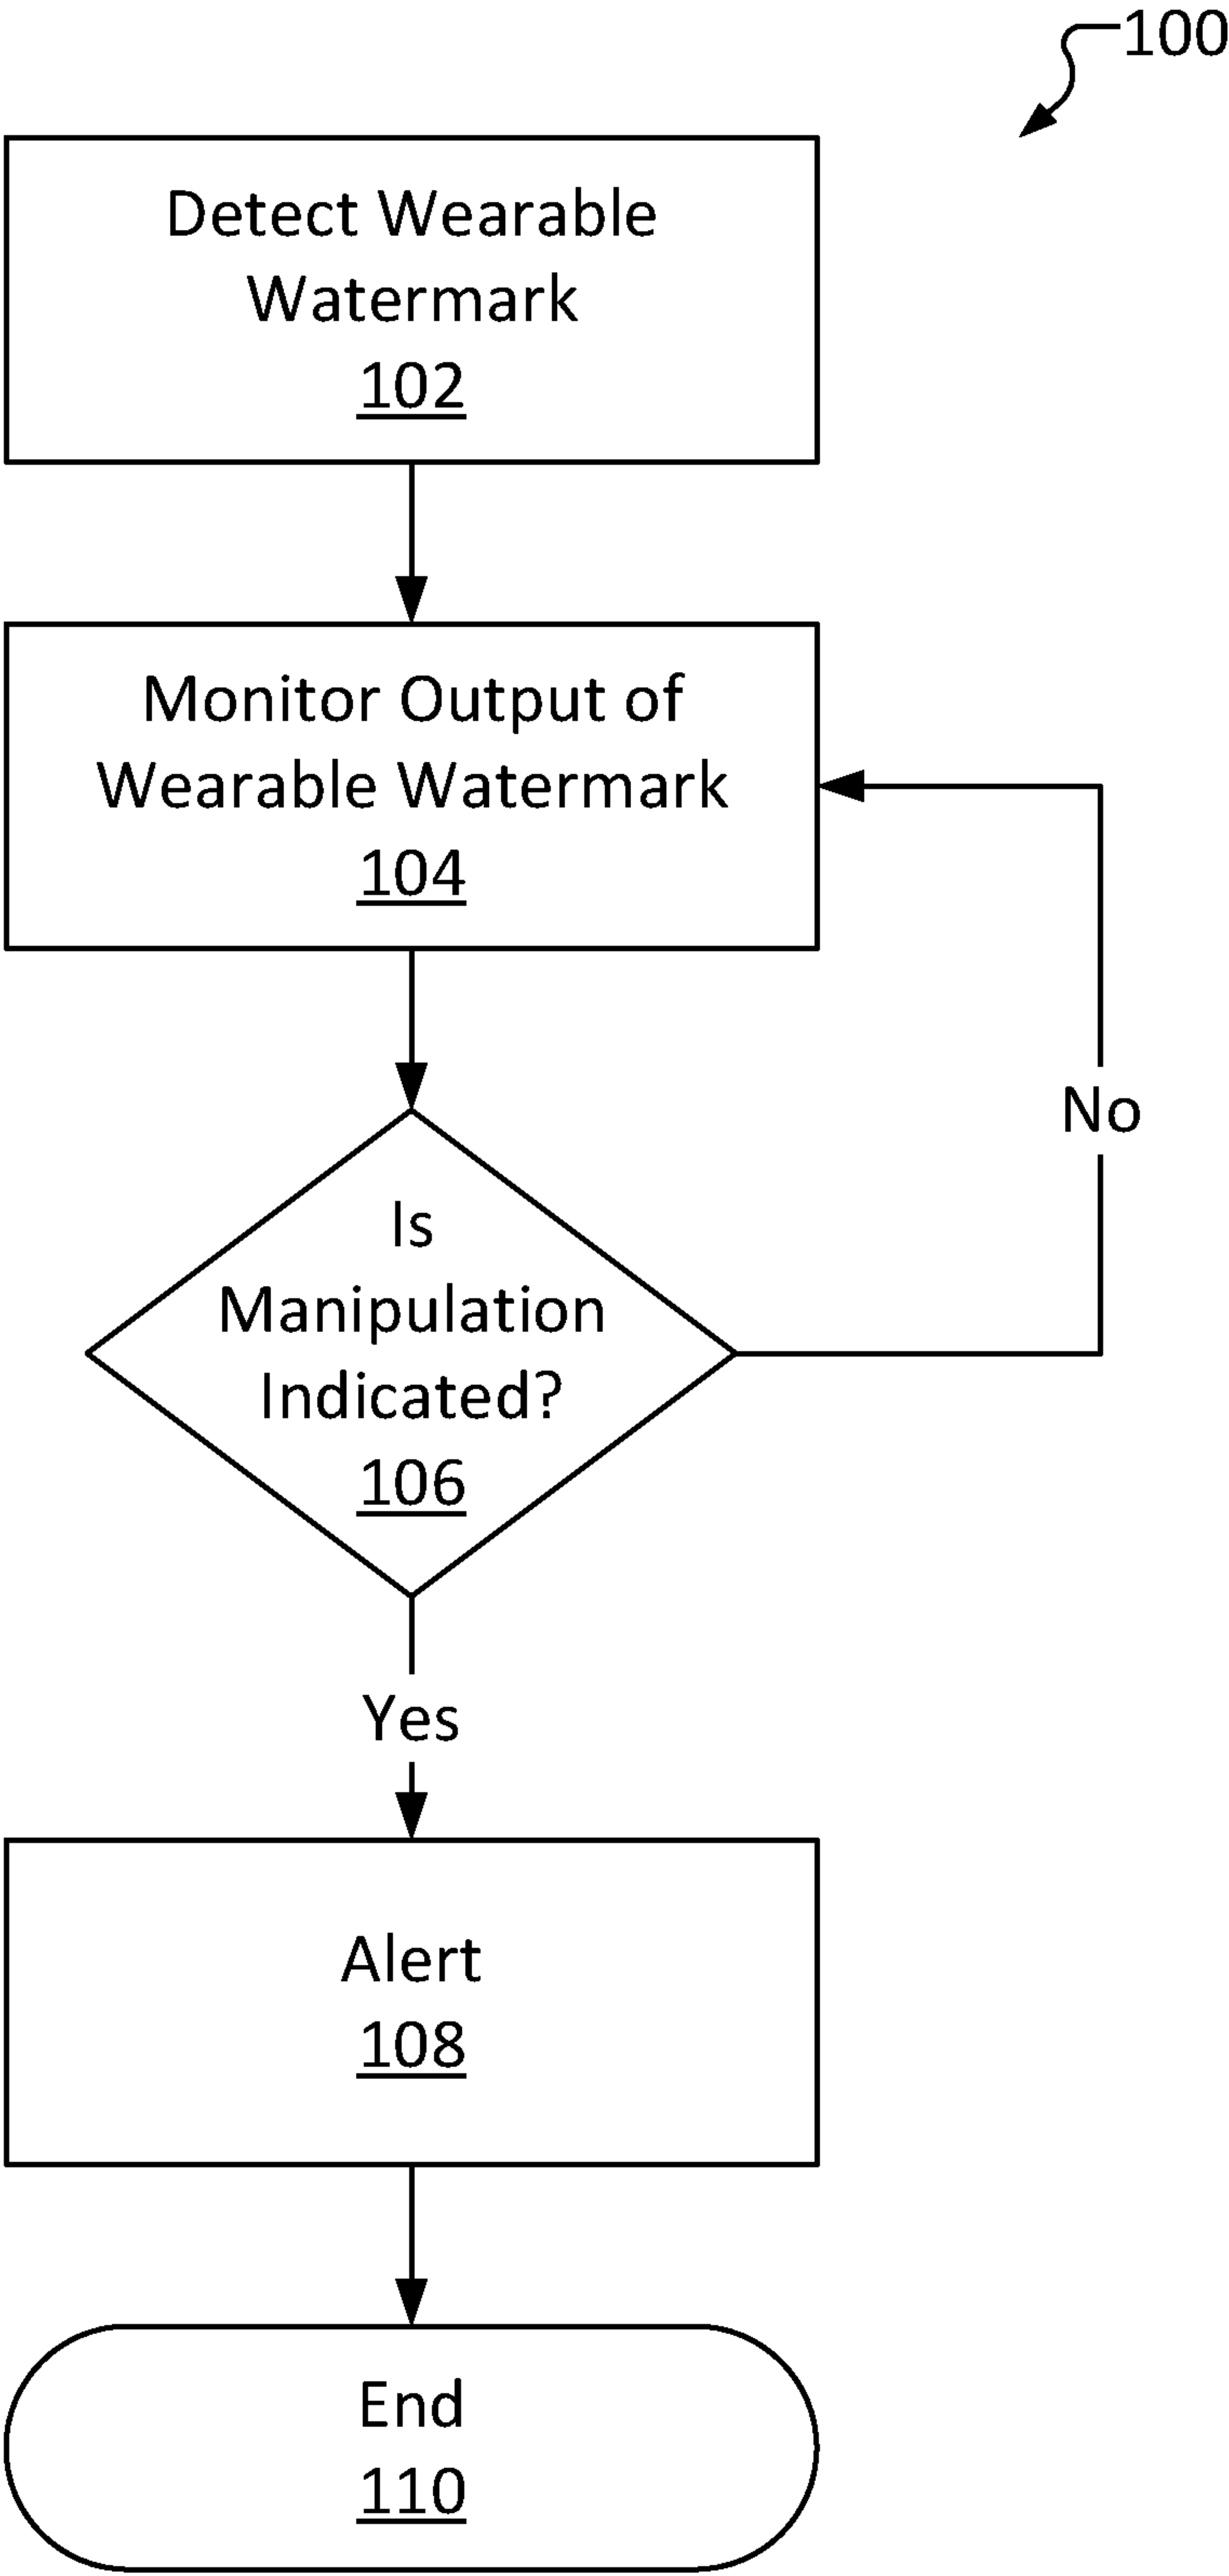 100
Detect Wearable
Watermark
102
Monitor Output of
Wearable Watermark
104
No
Is
Manipulation
Indicated?
106
Yes
Alert
108
End
110